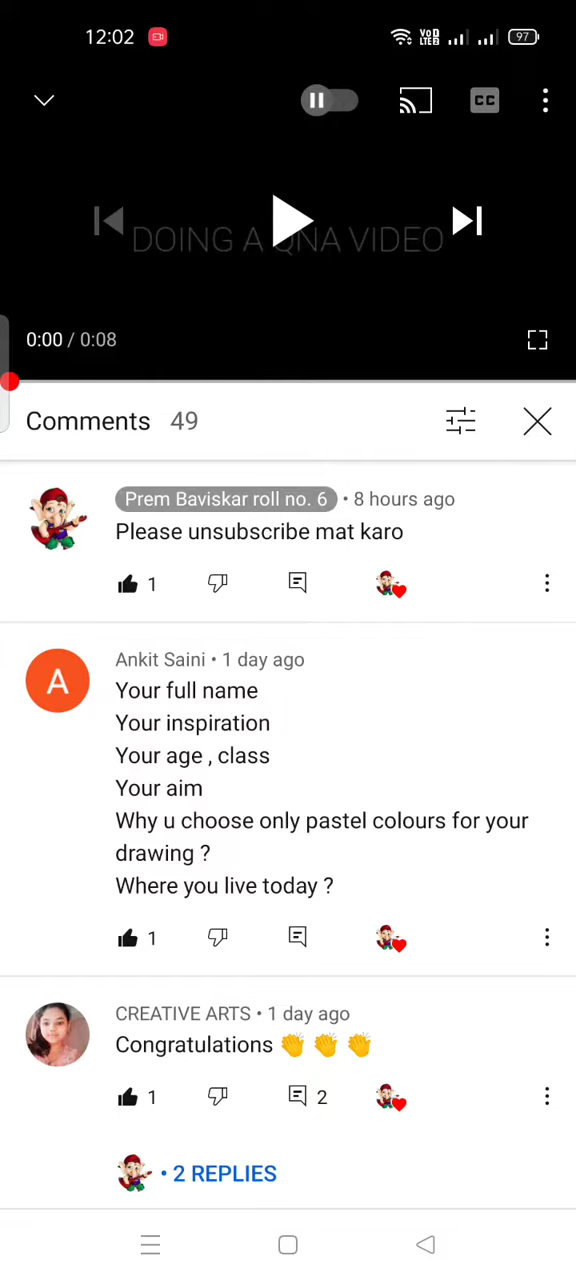 12:02
VoD LTE2
97
CC
DOING A QNA VIDEO
0:00 / 0:08
Comments 49
Prem Baviskar roll no. 6 • 8 hours ago
Please unsubscribe mat karo
1
A
Ankit Saini • 1 day ago
Your full name
Your inspiration
Your age , class
Your aim
Why u choose only pastel colours for your
drawing ?
Where you live today ?
1
CREATIVE ARTS • 1 day ago
Congratulations 👏 👏 👏
1 2
• 2 REPLIES